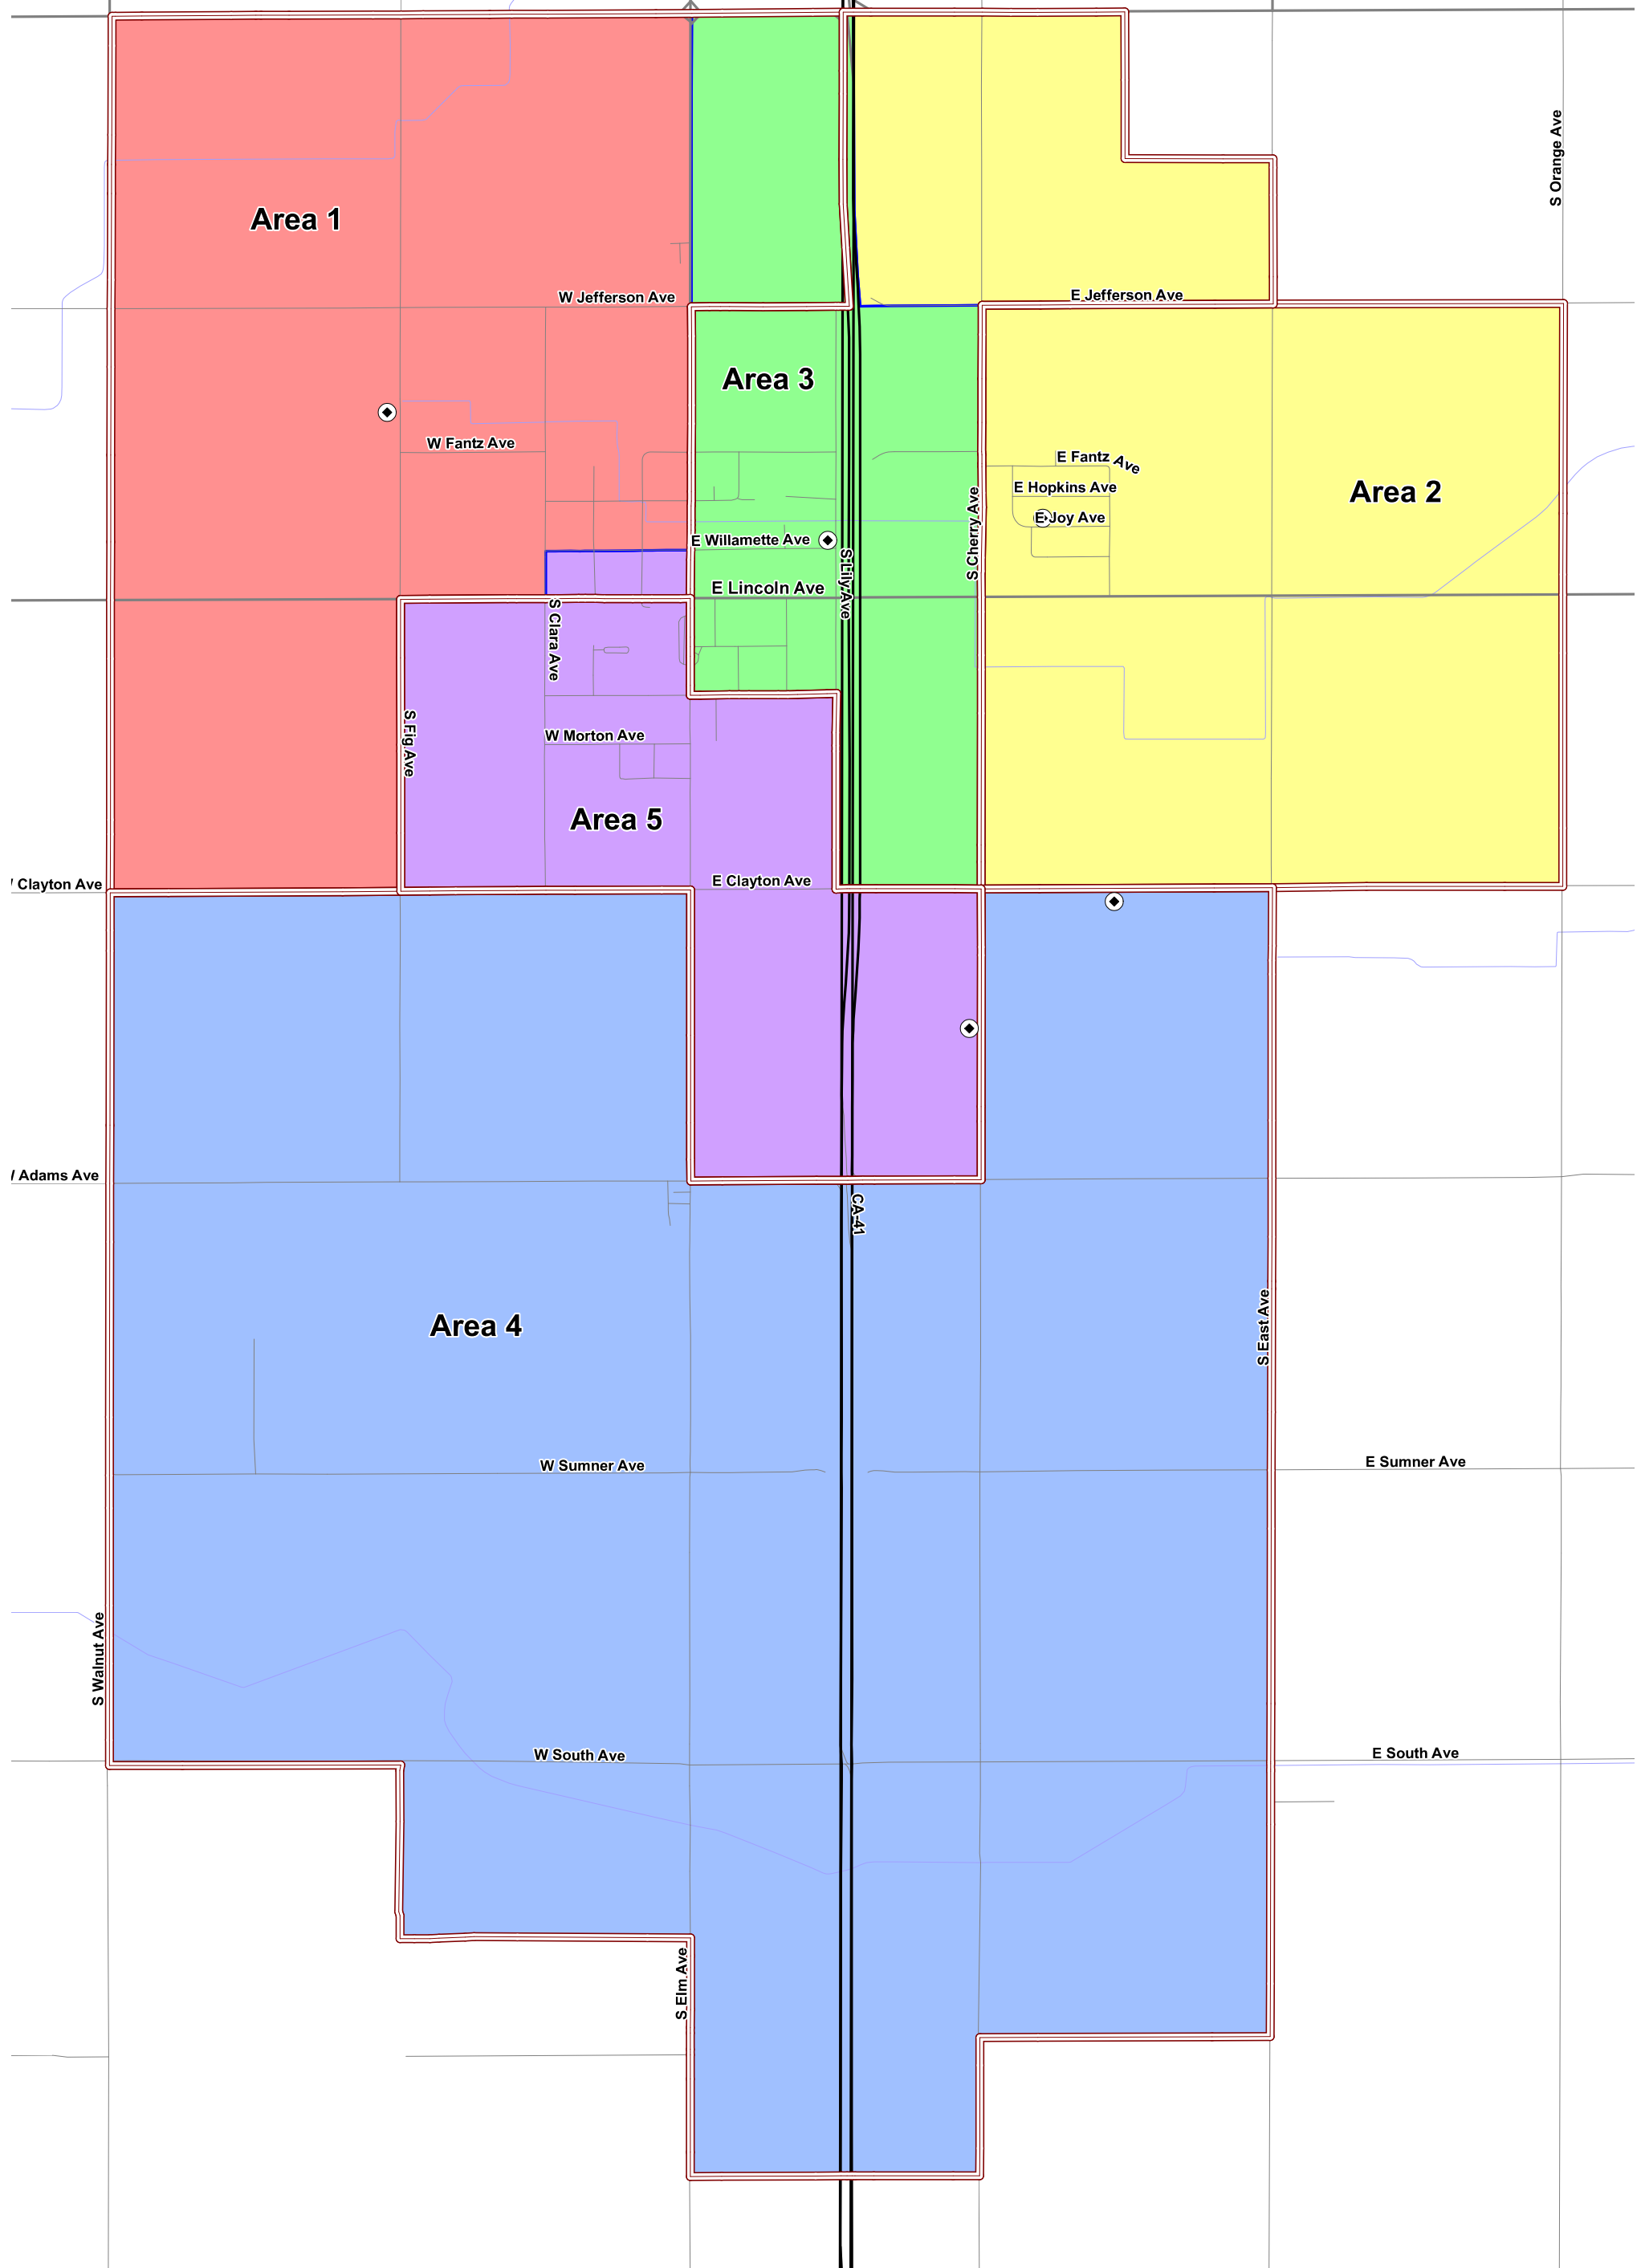 S Orange Ave
Area 1
W Jefferson Ave
E Jefferson Ave
Area 3
W Fantz Ave
E Fantz Ave
Area 2
E Hopkins Ave
E Joy Ave
S Cherry Ave
E Willamette Ave
S Lily Ave
E Lincoln Ave
S Clara Ave
S Fig Ave
W Morton Ave
Area 5
W Clayton Ave
E Clayton Ave
W Adams Ave
CA-41
Area 4
S East Ave
W Sumner Ave
E Sumner Ave
S Walnut Ave
W South Ave
E South Ave
S Elm Ave